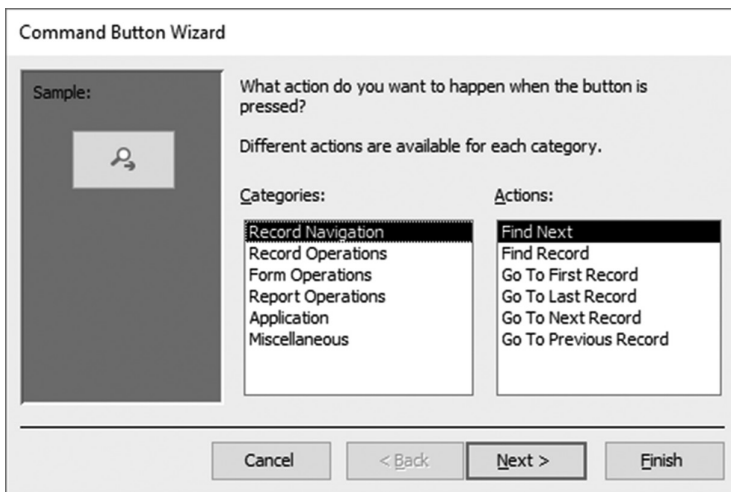 Command Button Wizard
Sample:
What action do you want to happen when the button is
pressed?
Different actions are available for each category.
Categories:
Record Navigation
Record Operations
Form Operations
Report Operations
Application
Miscellaneous
Actions:
Find Next
Find Record
Go To First Record
Go To Last Record
Go To Next Record
Go To Previous Record
Cancel
< Back
Next >
Finish